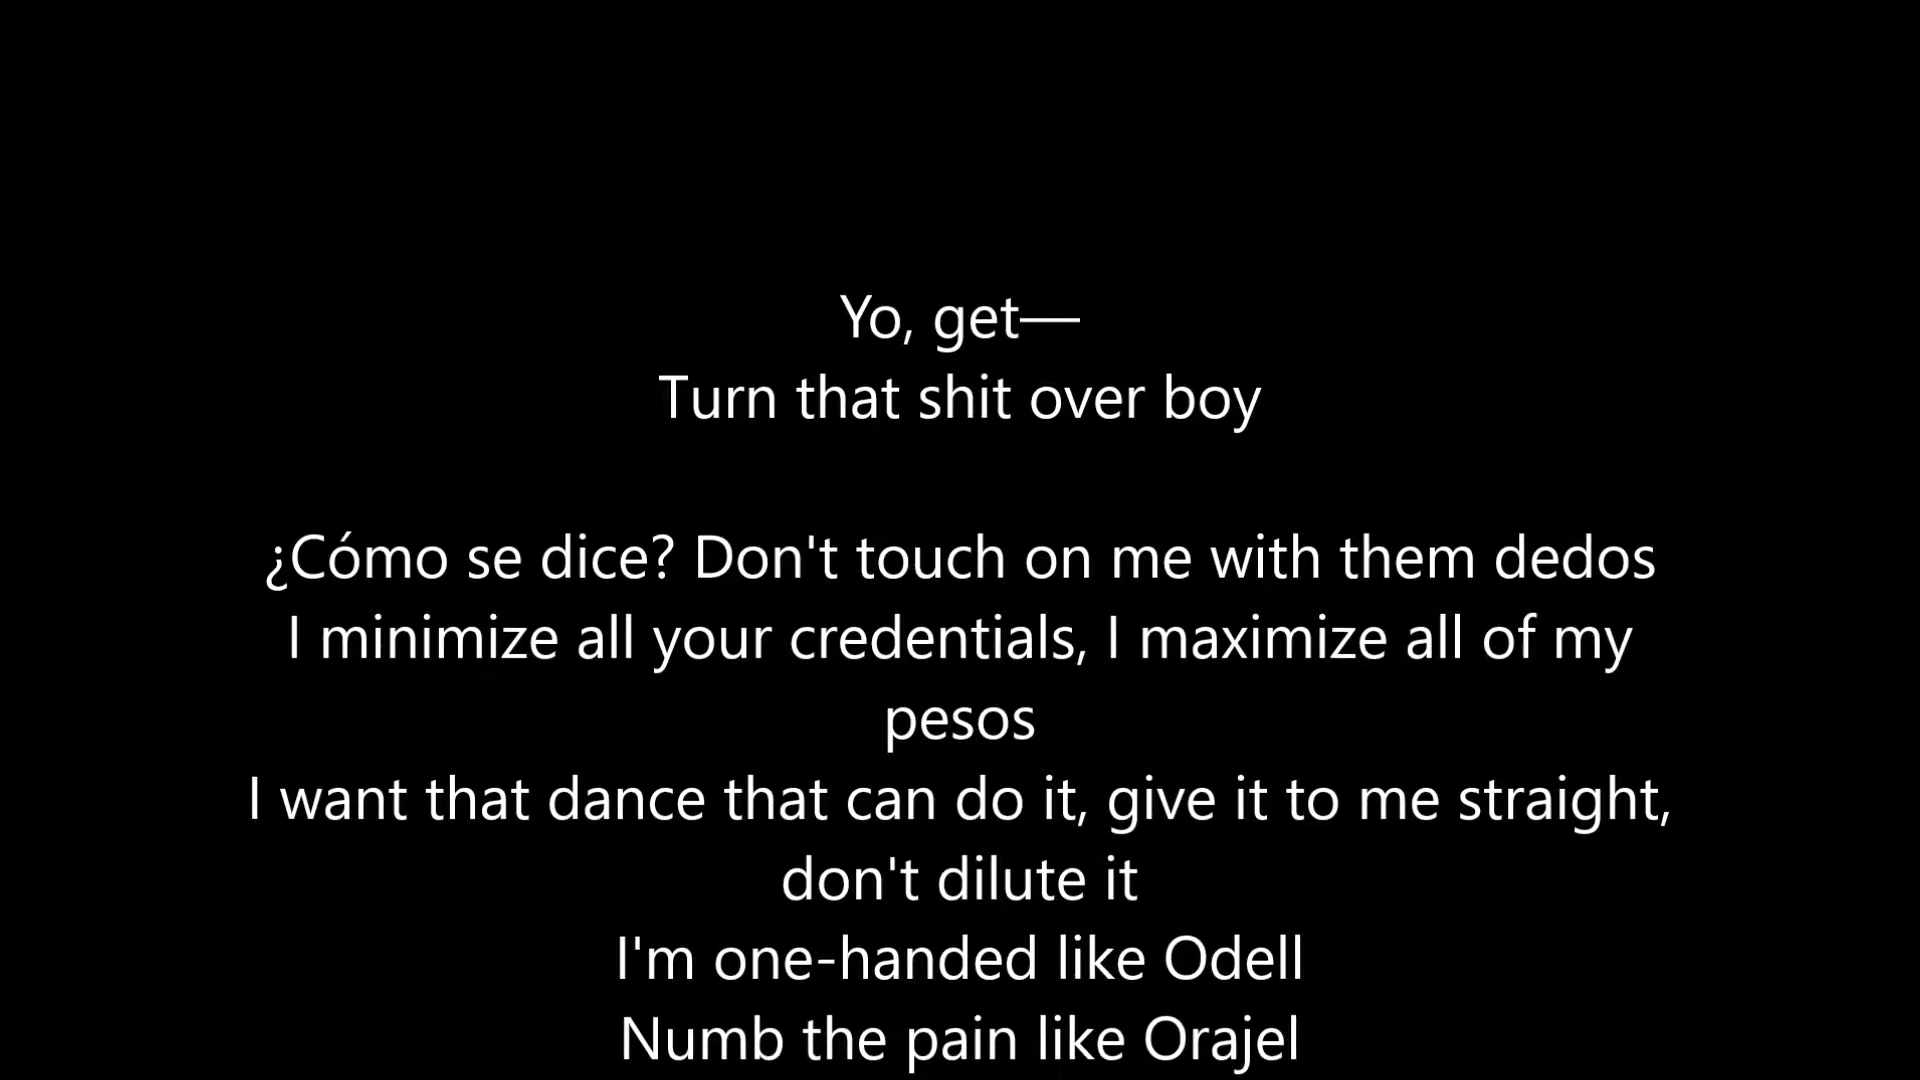 Yo, get—
Turn that shit over boy
¿Cómo se dice? Don't touch on me with them dedos
I minimize all your credentials, I maximize all of my
pesos
I want that dance that can do it, give it to me straight,
don't dilute it
I'm one-handed like Odell
Numb the pain like Orajel